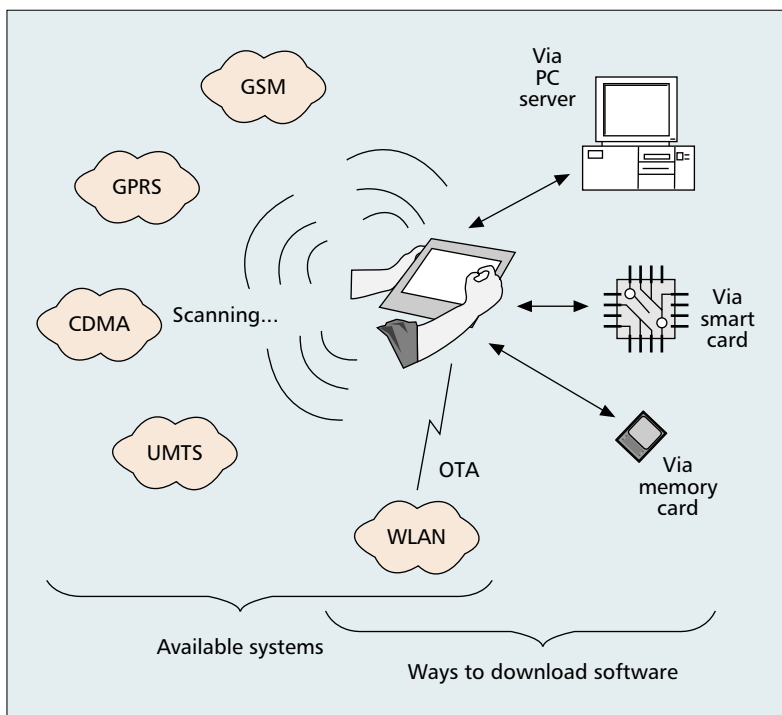 GSM
Via
PC
server
GPRS
CDMA
Scanning...
Via
smart
card
UMTS
OTA
Via
memory
card
WLAN
Available systems
Ways to download software